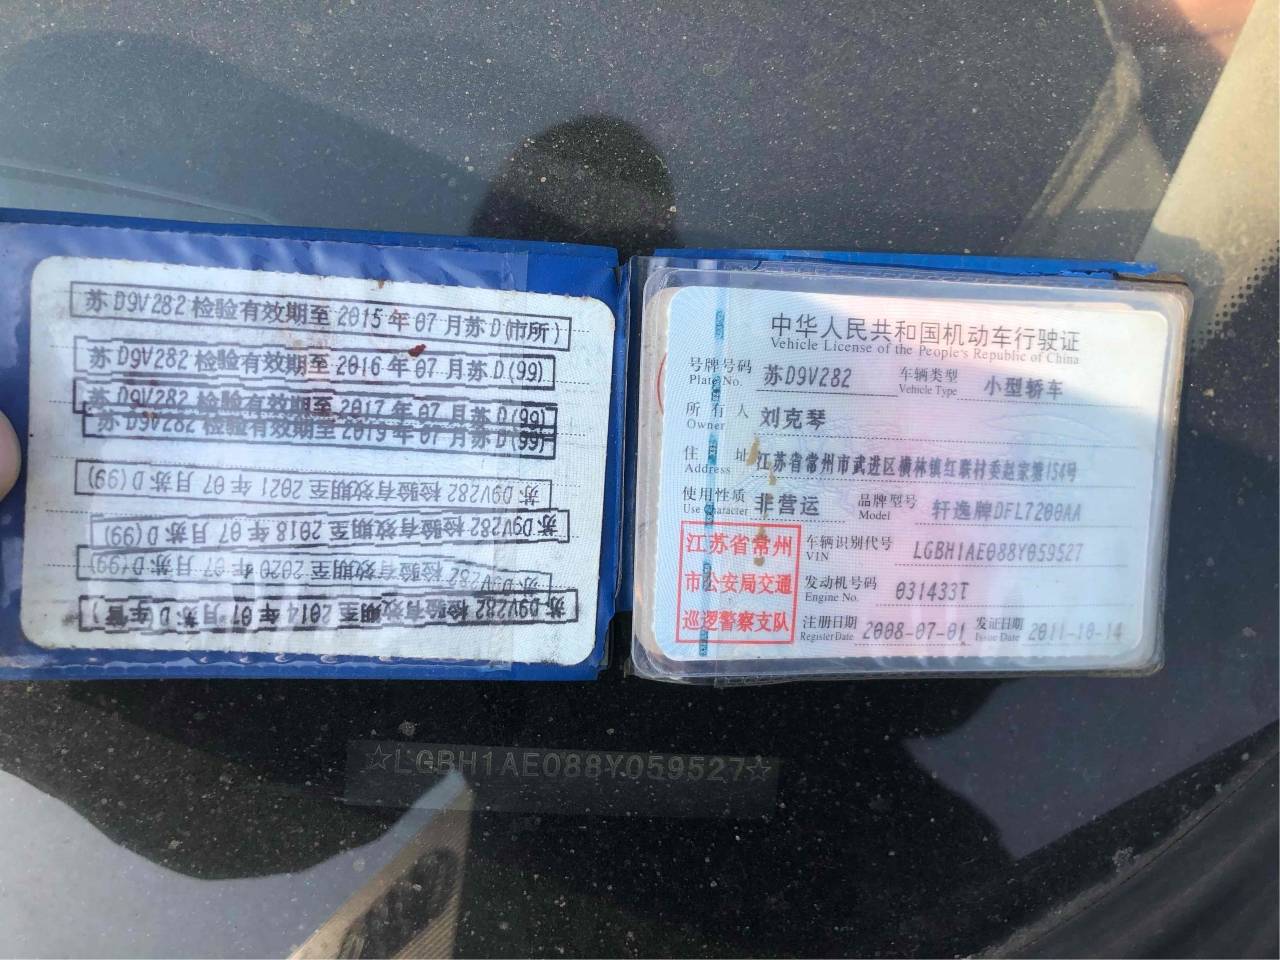 苏D9V282检验有效期至2015年07月苏D(市所)
苏D9V282检验有效期至2016年07月苏D(99)
苏D9V282检验有效期至2017年07月苏D(99)
苏D9V282检验有效期至2019年07月苏D(99)
苏D9V282检验有效期至2021年07月苏D(99)
苏D9V282检验有效期至2018年07月苏D(99)
苏D9V282检验有效期至2020年07月苏D(99)
苏D9V282检验有效期至2014年07月苏D(车管)
中华人民共和国机动车行驶证
Vehicle License of the People's Republic of China
号牌号码 苏D9V282 车辆类型 小型轿车
Plate No. Vehicle Type
所有人 刘克琴
Owner
住址 江苏省常州市武进区横林镇红联村委赵家塘154号
Address
使用性质 非营运 品牌型号 轩逸牌DFL7200AA
Use Character Model
江苏省常州
市公安局交通
巡逻警察支队
车辆识别代号 LGBH1AE088Y059527
VIN
发动机号码 031433T
Engine No.
注册日期 2008-07-01 发证日期 2011-10-14
Register Date Issue Date
☆LGBH1AE088Y059527☆